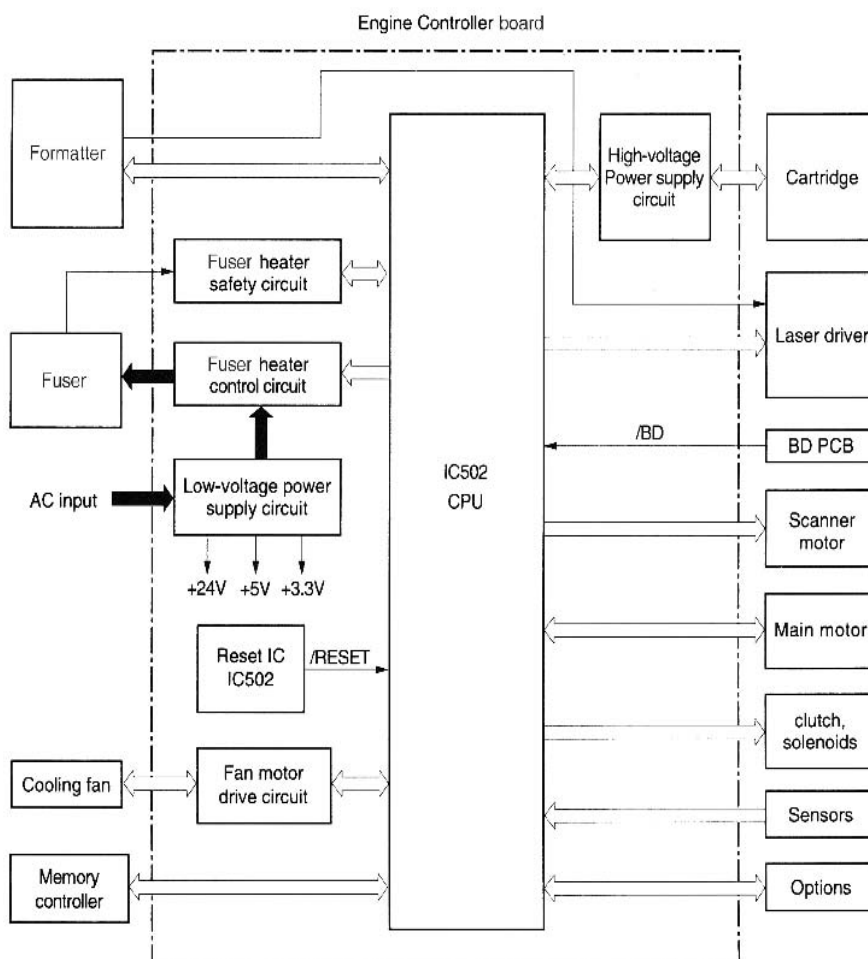 Engine Controller board
Formatter
High-voltage
Power supply
circuit
Cartridge
Fuser heater
safety circuit
Laser driver
Fuser
Fuser heater
control circuit
/BD
BD PCB
AC input
Low-voltage power
supply circuit
IC502
CPU
Scanner
motor
+24V +5V +3.3V
Reset IC
IC502
/RESET
Main motor
clutch,
solenoids
Cooling fan
Fan motor
drive circuit
Sensors
Memory
controller
Options